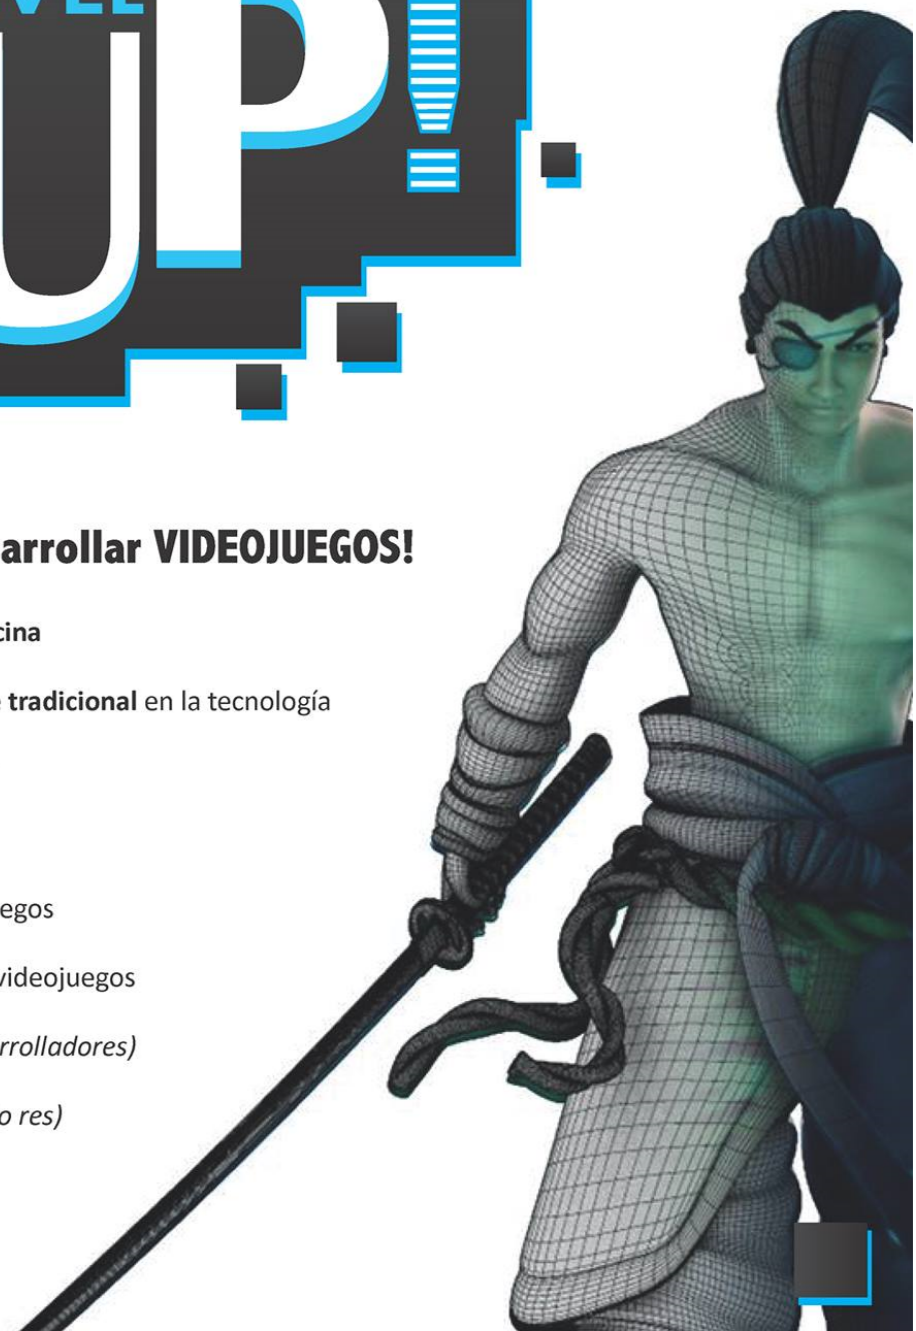 UP!
arrollar VIDEOJUEGOS!
cina
tradicional en la tecnología
egos
videojuegos
rrolladores)
o res)